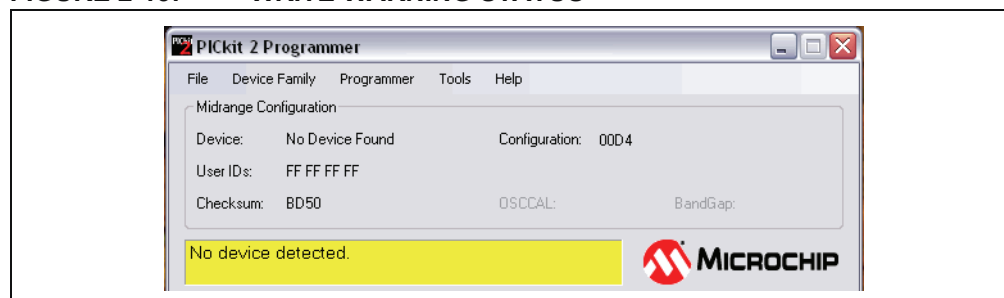 PICkit 2 Programmer
File Device Family Programmer Tools Help
Midrange Configuration
Device: No Device Found Configuration: 00D4
User IDs: FF FF FF FF
Checksum: BD50 OSCCAL: BandGap:
No device detected. MICROCHIP